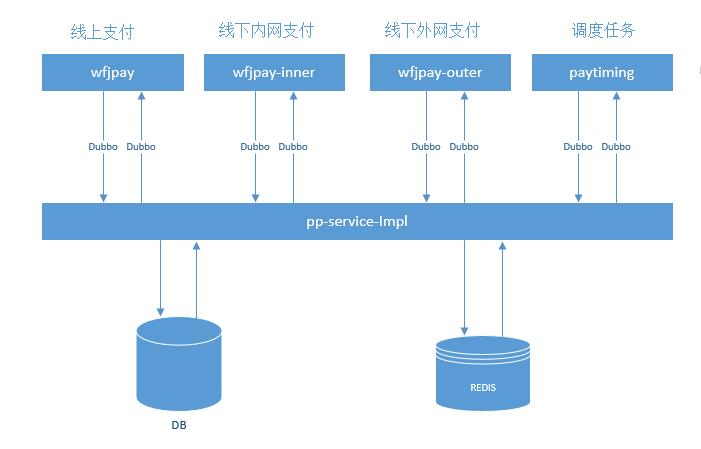 线上支付
线下内网支付
线下外网支付
调度任务
wfjpay
wfjpay-inner
wfjpay-outer
paytiming
Dubbo Dubbo
Dubbo Dubbo
Dubbo Dubbo
Dubbo Dubbo
pp-service-Impl
REDIS
DB